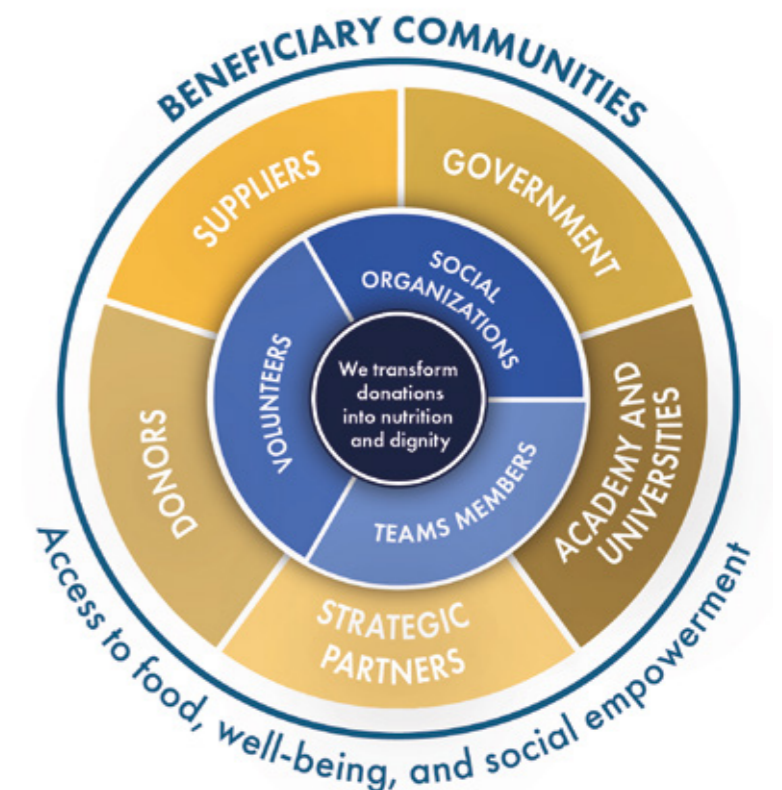 BENEFICIARY COMMUNITIES
SUPPLIERS
GOVERNMENT
SOCIAL
ORGANIZATIONS
VOLUNTEERS
We transform
donations
into nutrition
and dignity
TEAMS MEMBERS
DONORS
ACADEMY AND
UNIVERSITIES
STRATEGIC
PARTNERS
Access to food, well-being, and social empowerment